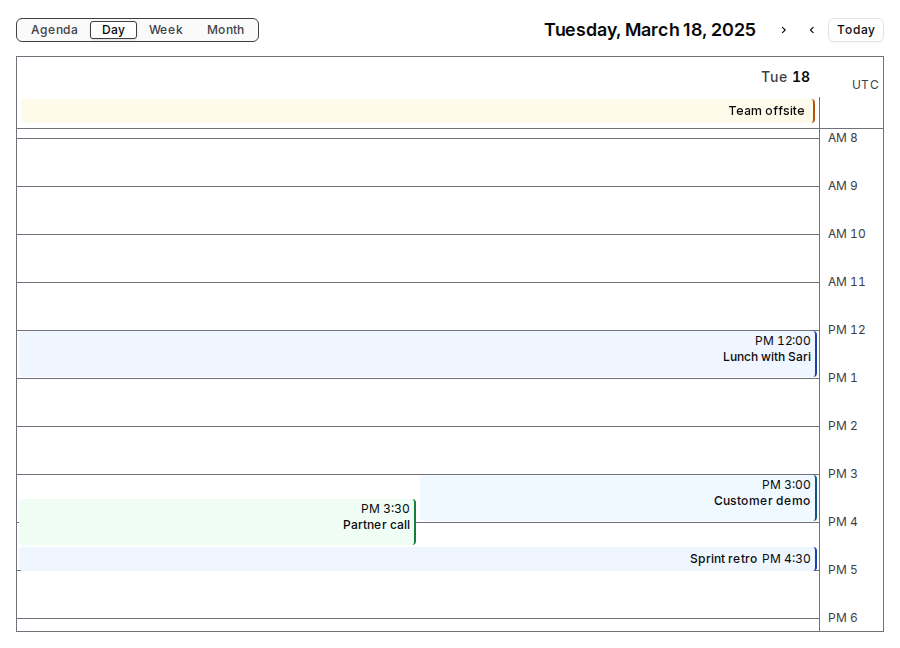 Agenda
Day
Week
Month
Tuesday, March 18, 2025
Today
Tue 18
UTC
Team offsite
AM 8
AM 9
AM 10
AM 11
PM 12
PM 12:00
Lunch with Sari
PM 1
PM 2
PM 3
PM 3:00
Customer demo
PM 3:30
Partner call
PM 4
Sprint retro PM 4:30
PM 5
PM 6